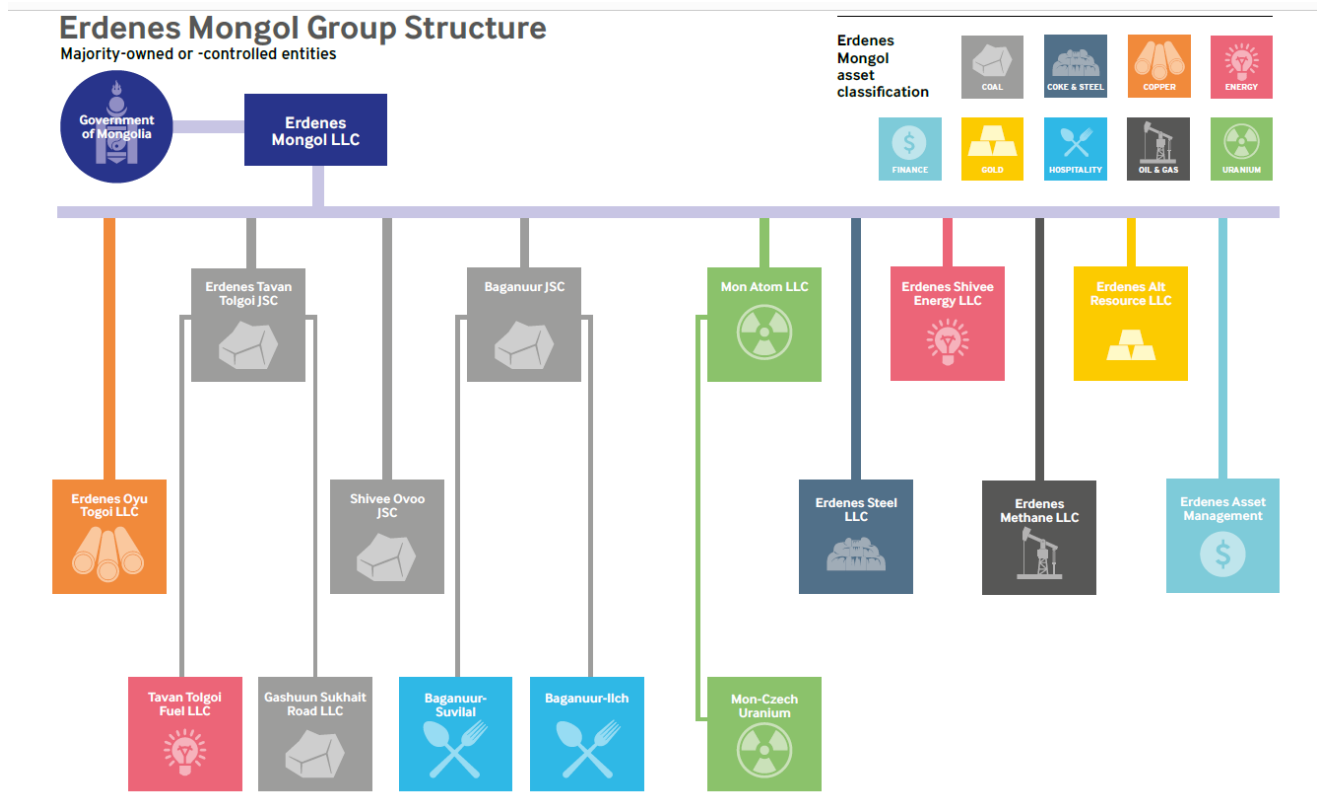 Erdenes Mongol Group Structure
Majority-owned or -controlled entities
Erdenes
Mongol
asset
classification
COAL
COKE & STEEL
COPPER
ENERGY
FINANCE
GOLD
HOSPITALITY
OIL & GAS
URANIUM
Government
of Mongolia
Erdenes
Mongol LLC
Erdenes Tavan
Tolgoi JSC
Baganuur JSC
Mon Atom LLC
Erdenes Shivee
Energy LLC
Erdenes Alt
Resource LLC
Erdenes Oyu
Togoi LLC
Shivee Ovoo
JSC
Erdenes Steel
LLC
Erdenes
Methane LLC
Erdenes Asset
Management
Tavan Tolgoi
Fuel LLC
Gashuun Sukhait
Road LLC
Baganuur-
Suvilal
Baganuur-Ilch
Mon-Czech
Uranium